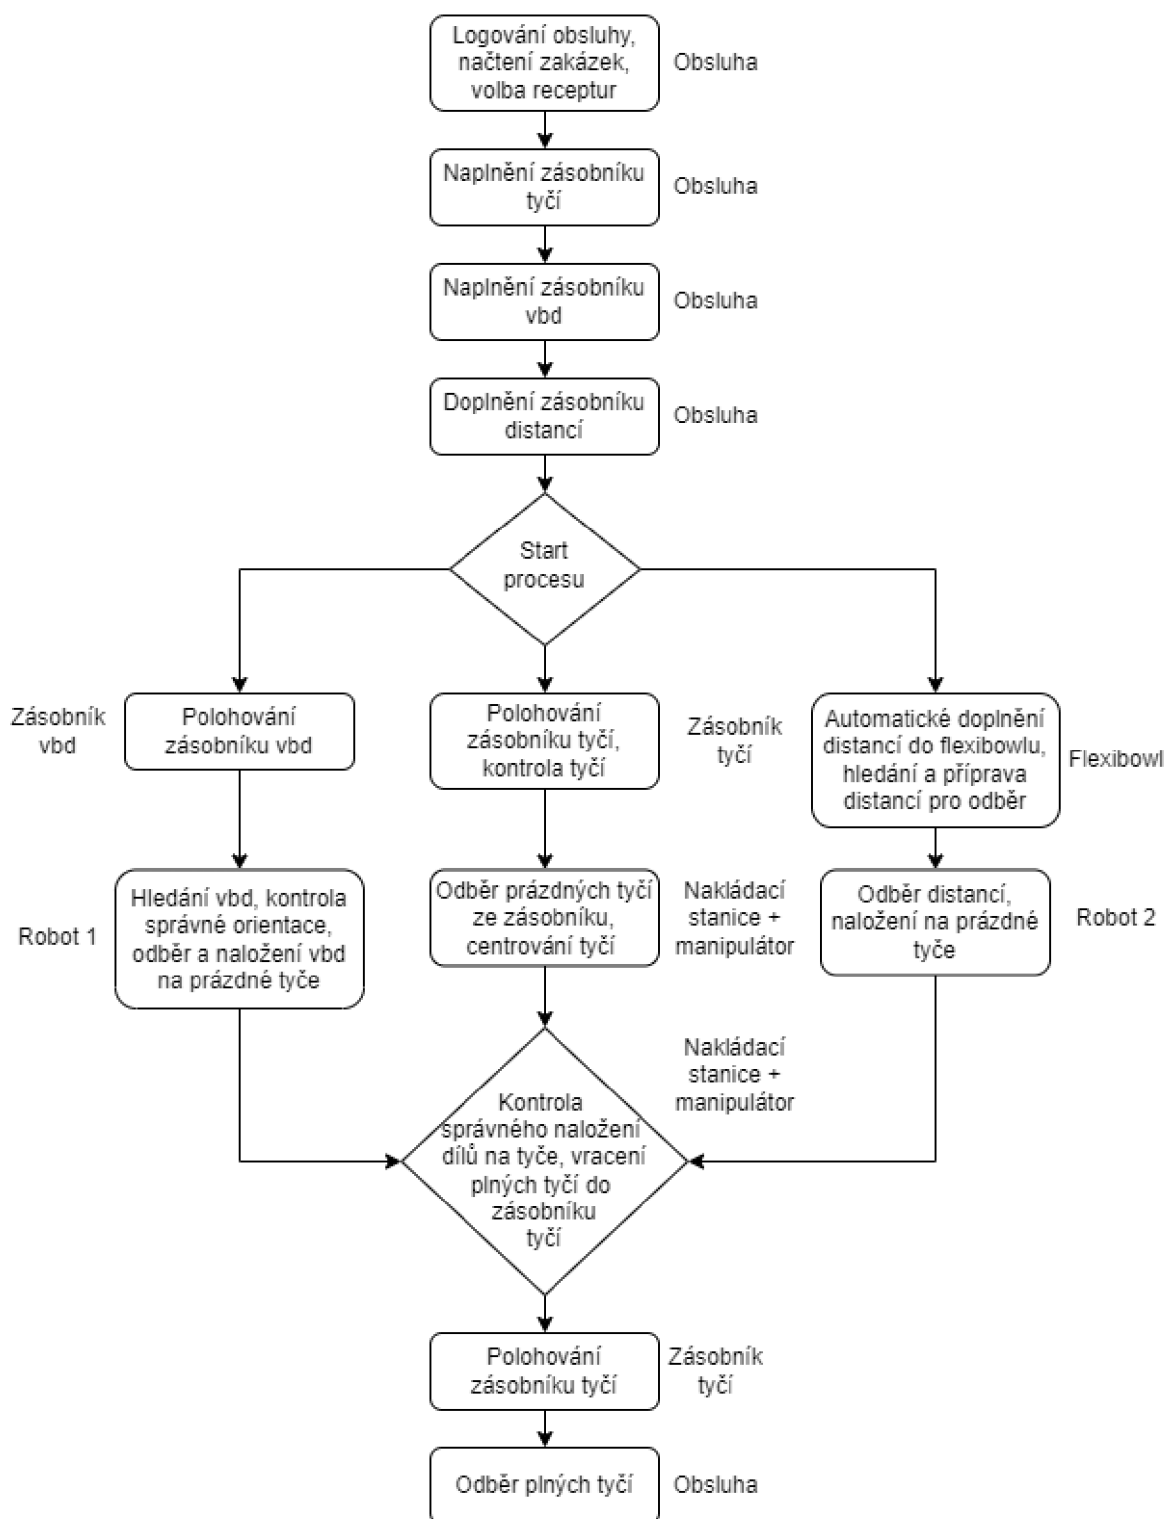 Logování obsluhy,
načtení zakázek,
volba receptur
Obsluha
Naplnění zásobníku
tyčí
Obsluha
Naplnění zásobníku
vbd
Obsluha
Doplnění zásobníku
distancí
Obsluha
Start
procesu
Zásobník
vbd
Polohování
zásobníku vbd
Polohování
zásobníku tyčí,
kontrola tyčí
Zásobník
tyčí
Automatické doplnění
distancí do flexibowlu,
hledání a příprava
distancí pro odběr
Flexibowl
Robot 1
Hledání vbd, kontrola
správné orientace,
odběr a naložení vbd
na prázdné tyče
Odběr prázdných tyčí
ze zásobníku,
centrování tyčí
Nakládací
stanice +
manipulátor
Odběr distancí,
naložení na prázdné
tyče
Robot 2
Nakládací
stanice +
manipulátor
Kontrola
správného naložení
dílů na tyče, vracení
plných tyčí do
zásobníku
tyčí
Polohování
zásobníku tyčí
Zásobník
tyčí
Odběr plných tyčí
Obsluha